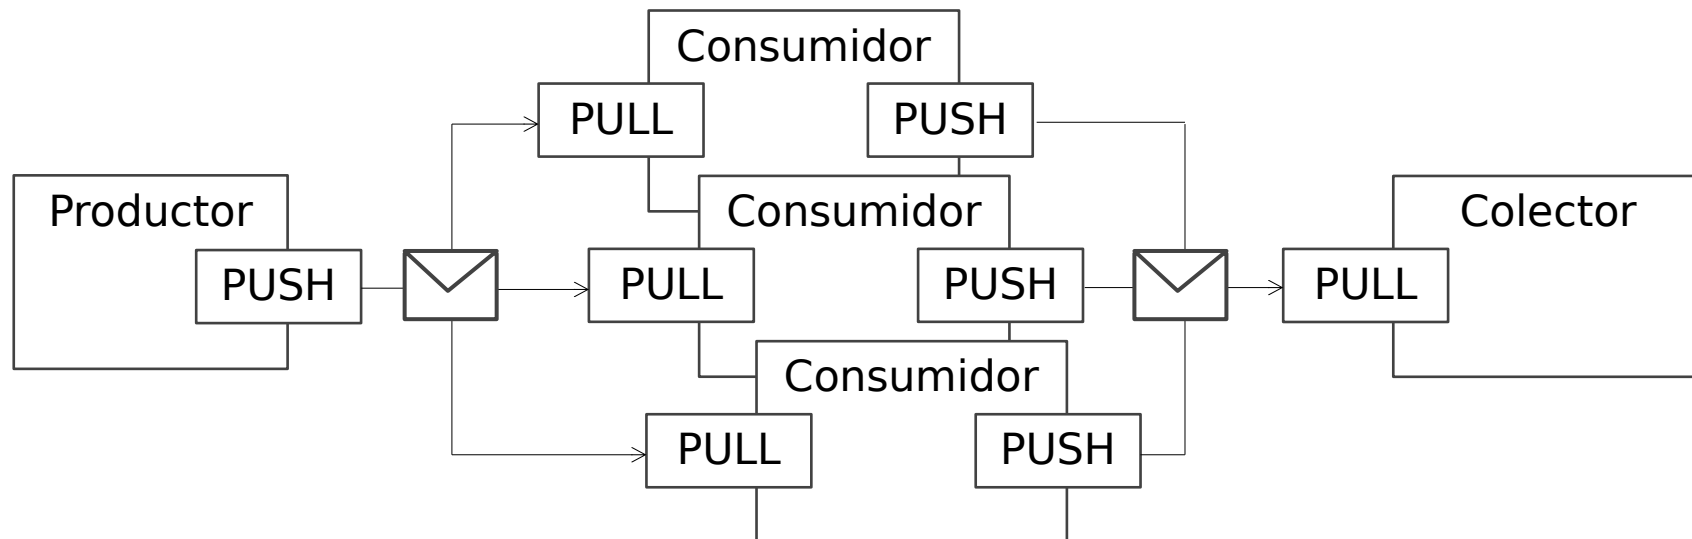 Consumidor
PULL
PUSH
Productor
PUSH
Consumidor
PULL
PUSH
Colector
PULL
Consumidor
PULL
PUSH